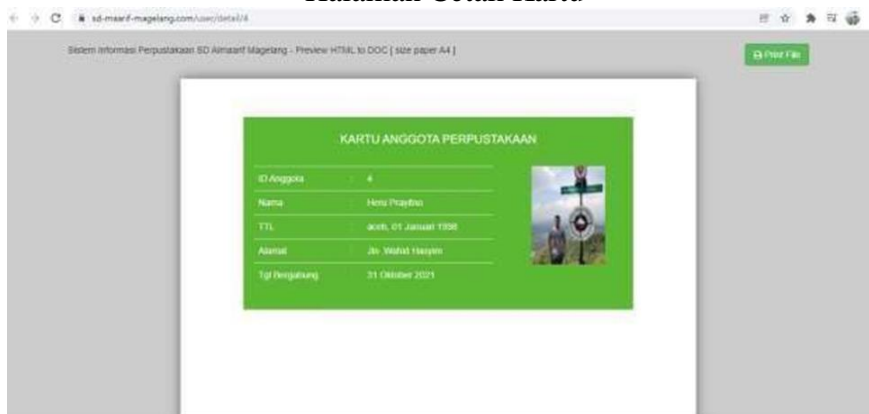 Halaman Cetak Kartu
sd-maarif-magelang.com/user/detail/4
Sistem Informasi Perpustakaan SD Almaarif Magelang - Preview HTML to DOC [ size paper A4 ]
Print File
KARTU ANGGOTA PERPUSTAKAAN
ID Anggota : 4
Nama : Heru Prayitno
TTL : aceh, 01 Januari 1998
Alamat : Jln. Wahid Hasyim
Tgl Bergabung : 31 Oktober 2021